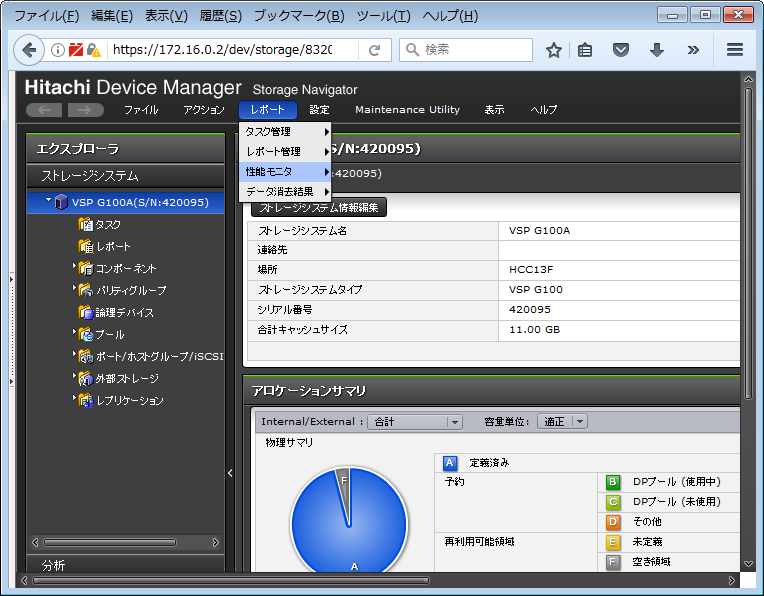 ファイル(F) 編集(E) 表示(V) 履歴(S) ブックマーク(B) ツール(T) ヘルプ(H)
https://172.16.0.2/dev/storage/8320 検索
Hitachi Device Manager Storage Navigator
ファイル アクション レポート 設定 Maintenance Utility 表示 ヘルプ
タスク管理
レポート管理
性能モニタ
データ消去結果
エクスプローラ
ストレージシステム
VSP G100A(S/N:420095)
タスク
レポート
コンポーネント
パリティグループ
論理デバイス
プール
ポート/ホストグループ/iSCSI
外部ストレージ
レプリケーション
分析
S/N:420095)
:420095)
ストレージシステム情報編集
ストレージシステム名 VSP G100A
連絡先
場所 HCC13F
ストレージシステムタイプ VSP G100
シリアル番号 420095
合計キャッシュサイズ 11.00 GB
アロケーションサマリ
Internal/External : 合計 容量単位: 適正
物理サマリ
F
A
A 定義済み
予約 B DPプール (使用中)
C DPプール (未使用)
D その他
再利用可能領域 E 未定義
F 空き領域